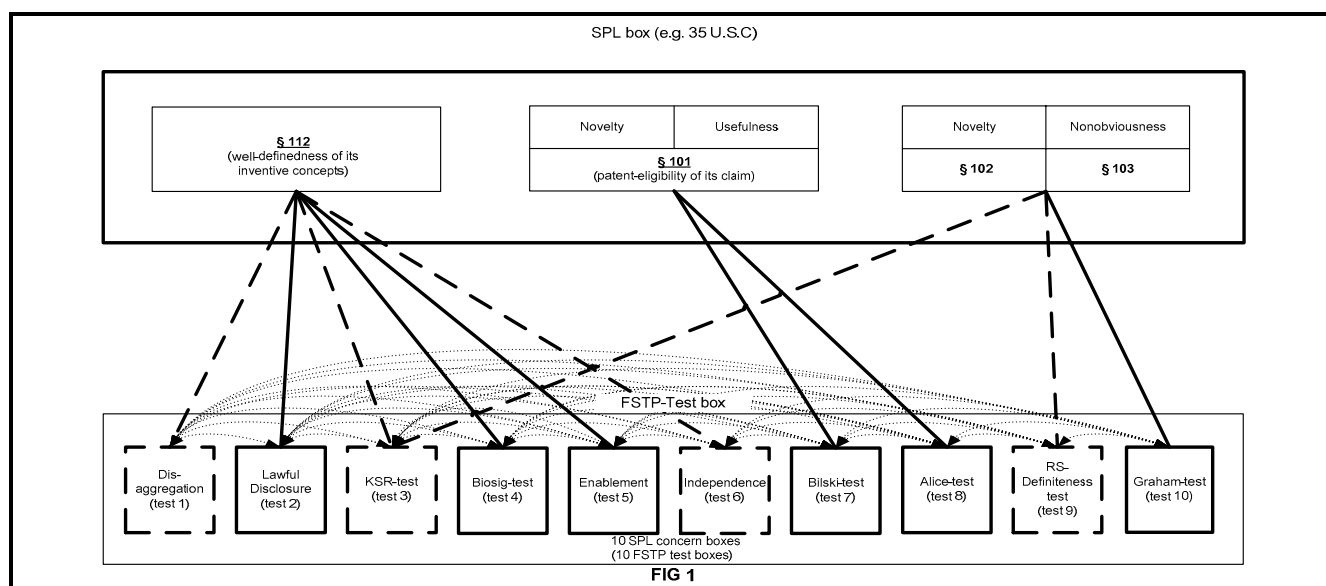 SPL box (e.g. 35 U.S.C)
§ 112
(well-definedness of its
inventive concepts)
Novelty
Usefulness
§ 101
(patent-eligibility of its claim)
Novelty
Nonobviousness
§ 102
§ 103
FSTP-Test box
Dis-
aggregation
(test 1)
Lawful
Disclosure
(test 2)
KSR-test
(test 3)
Biosig-test
(test 4)
Enablement
(test 5)
Independence
(test 6)
Bilski-test
(test 7)
Alice-test
(test 8)
RS-
Definiteness
test
(test 9)
Graham-test
(test 10)
10 SPL concern boxes
(10 FSTP test boxes)
FIG 1